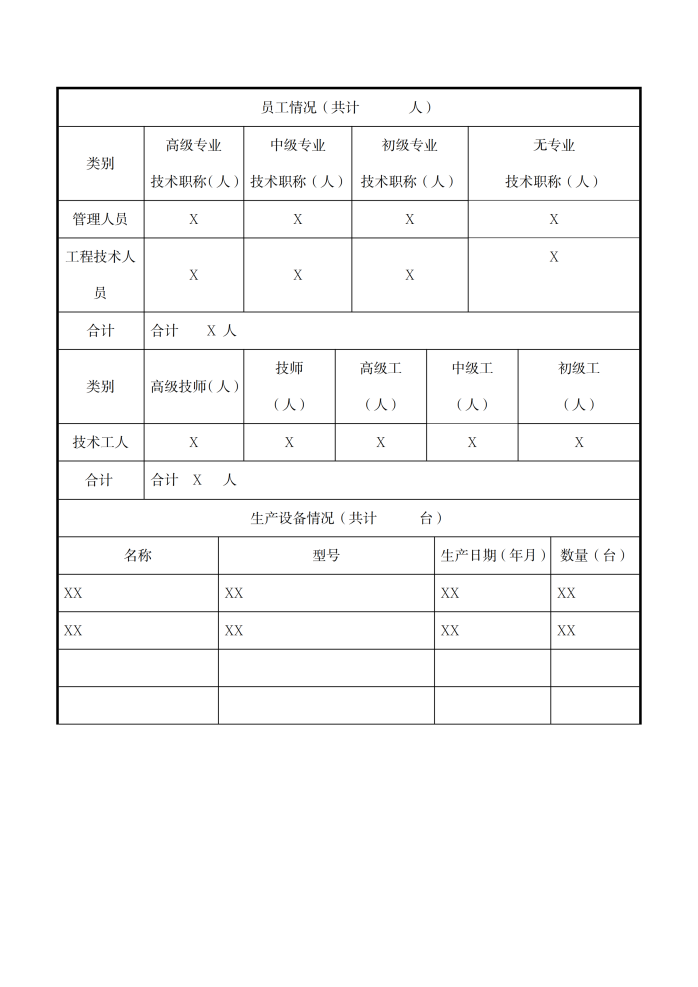 员工情况（共计 人）
类别 高级专业技术职称（人） 中级专业技术职称（人） 初级专业技术职称（人） 无专业技术职称（人）
管理人员 X X X X
工程技术人员 X X X X
合计 合计 X 人
类别 高级技师（人） 技师（人） 高级工（人） 中级工（人） 初级工（人）
技术工人 X X X X X
合计 合计 X 人
生产设备情况（共计 台）
名称 型号 生产日期（年月） 数量（台）
XX XX XX XX
XX XX XX XX